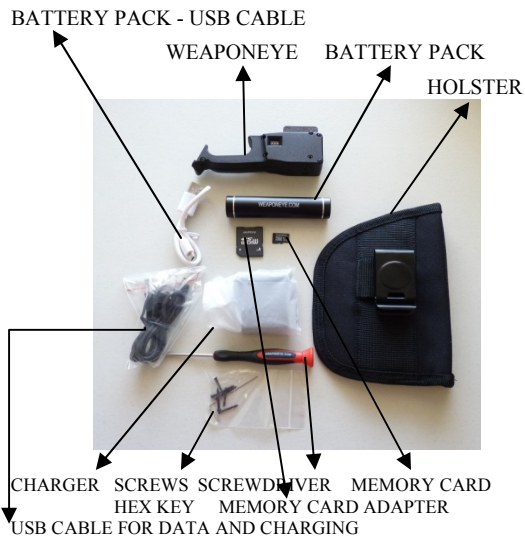 BATTERY PACK - USB CABLE
WEAPONEYE BATTERY PACK
HOLSTER
WEAPONEYE.COM
CHARGER SCREWS SCREWDRIVER MEMORY CARD
HEX KEY MEMORY CARD ADAPTER
USB CABLE FOR DATA AND CHARGING